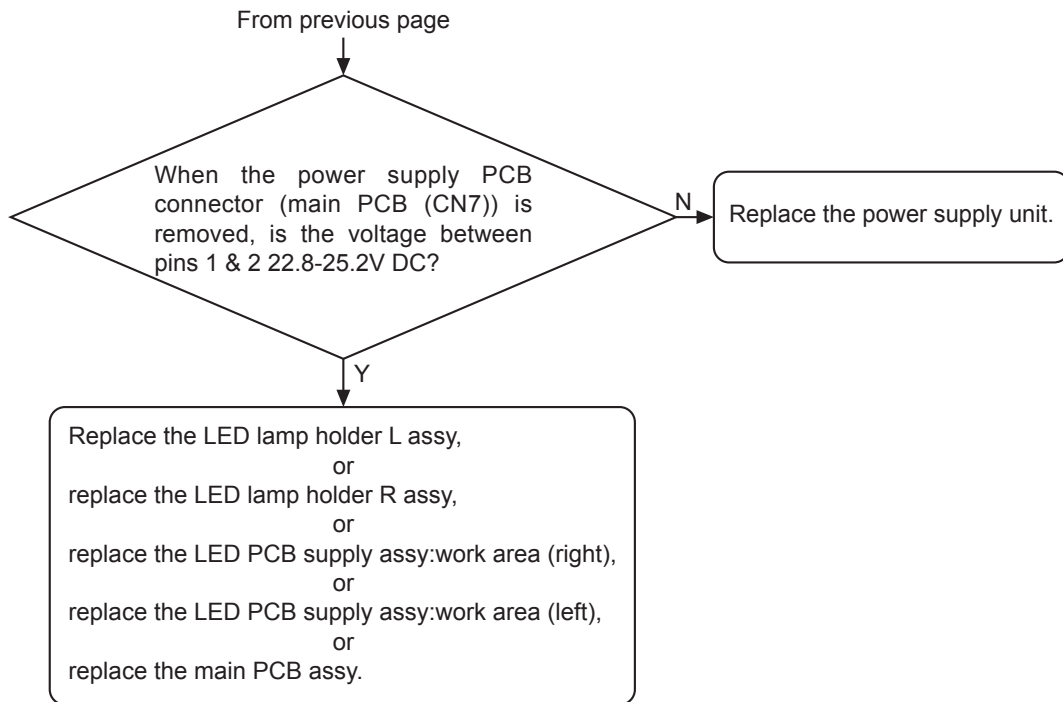 From previous page
When the power supply PCB
connector (main PCB (CN7)) is
removed, is the voltage between
pins 1 & 2 22.8-25.2V DC?
N
Replace the power supply unit.
Y
Replace the LED lamp holder L assy,
or
replace the LED lamp holder R assy,
or
replace the LED PCB supply assy:work area (right),
or
replace the LED PCB supply assy:work area (left),
or
replace the main PCB assy.